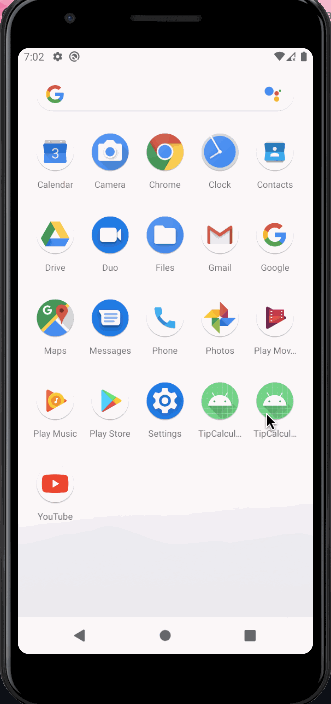 7:02
Calendar Camera Chrome Clock Contacts
3
Drive Duo Files Gmail Google
Maps Messages Phone Photos Play Mov...
Play Music Play Store Settings TipCalcul... TipCalcul...
YouTube